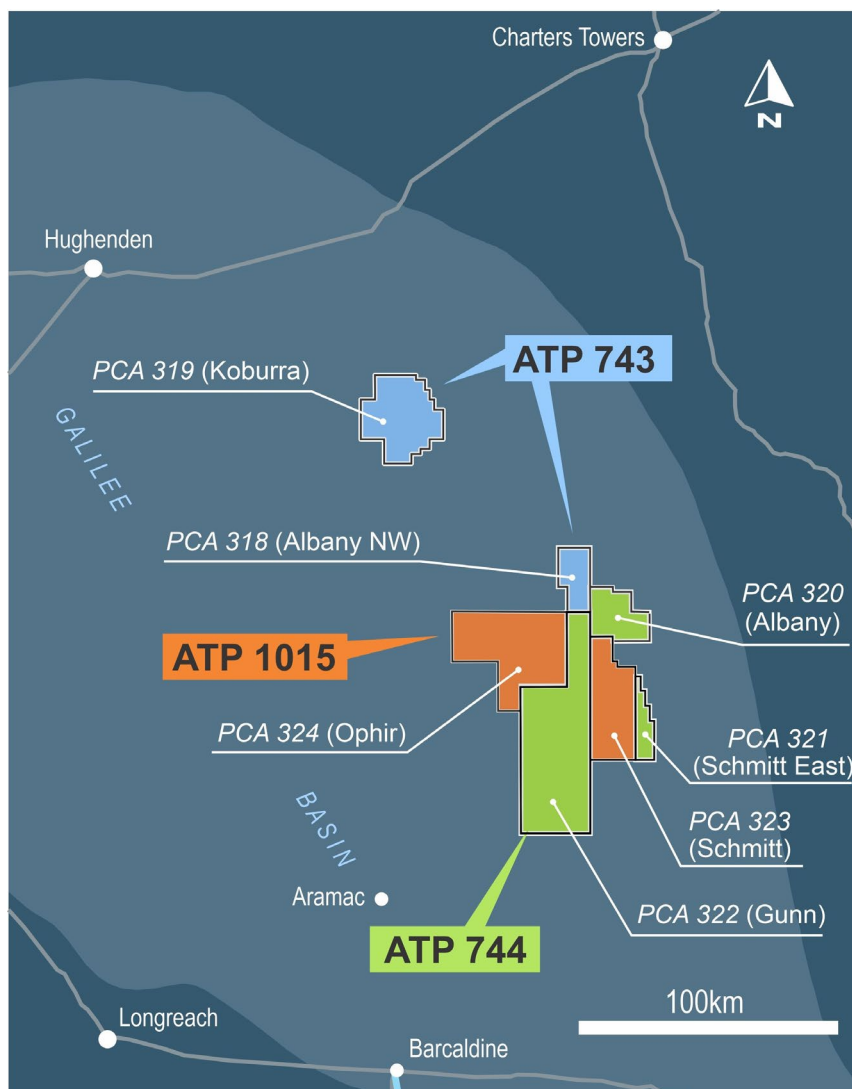 Charters Towers
N
Hughenden
ATP 743
PCA 319 (Koburra)
GALILEE
PCA 318 (Albany NW)
PCA 320
(Albany)
ATP 1015
PCA 324 (Ophir)
PCA 321
(Schmitt East)
BASIN
PCA 323
(Schmitt)
Aramac
PCA 322 (Gunn)
ATP 744
100km
Longreach
Barcaldine